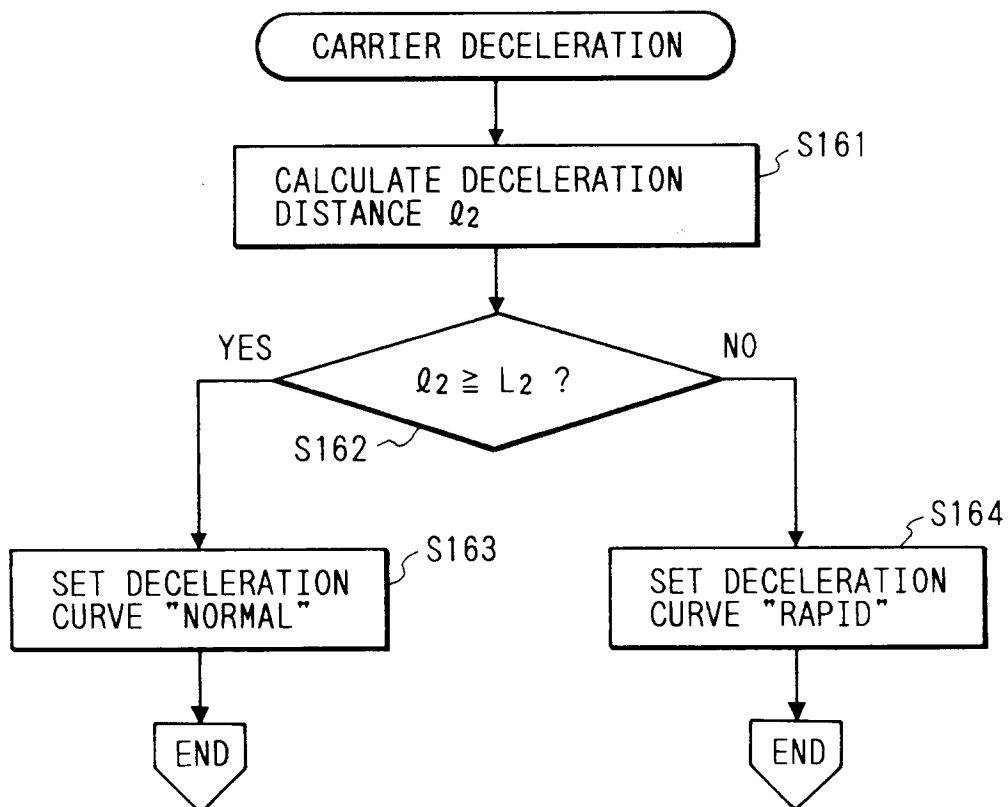 CARRIER DECELERATION
S161
CALCULATE DECELERATION
DISTANCE ℓ2
YES
NO
ℓ2 ≧ L2 ?
S162
S163
S164
SET DECELERATION
CURVE "NORMAL"
SET DECELERATION
CURVE "RAPID"
END
END